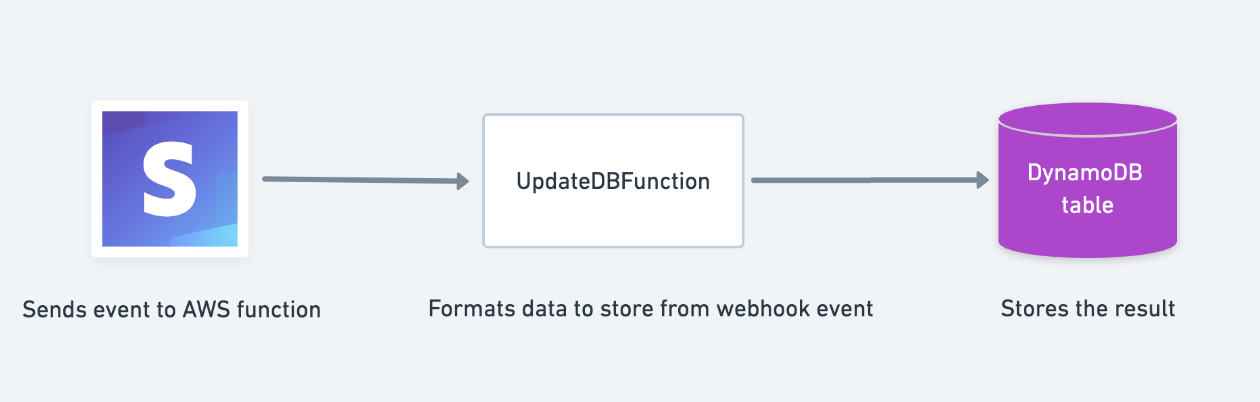 S
UpdateDBFunction
DynamoDB
table
Sends event to AWS function
Formats data to store from webhook event
Stores the result